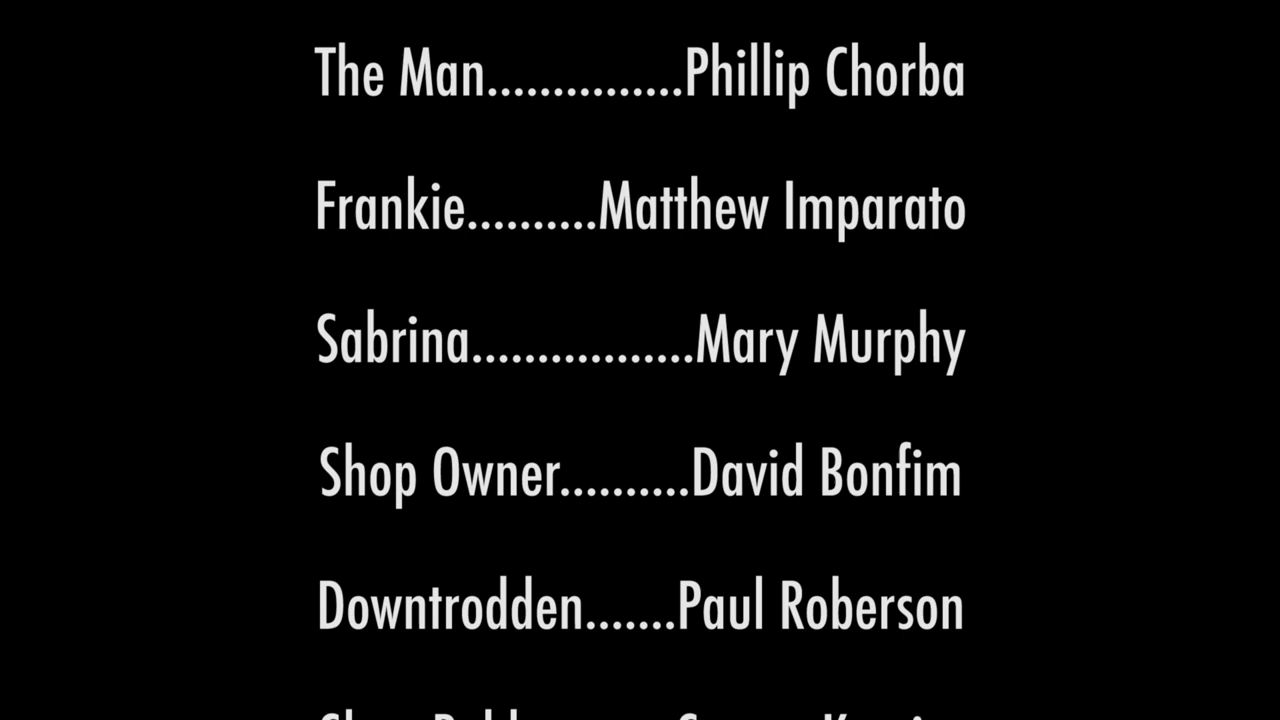 The Man...............Phillip Chorba
Frankie..........Matthew Imparato
Sabrina.................Mary Murphy
Shop Owner..........David Bonfim
Downtrodden.......Paul Roberson